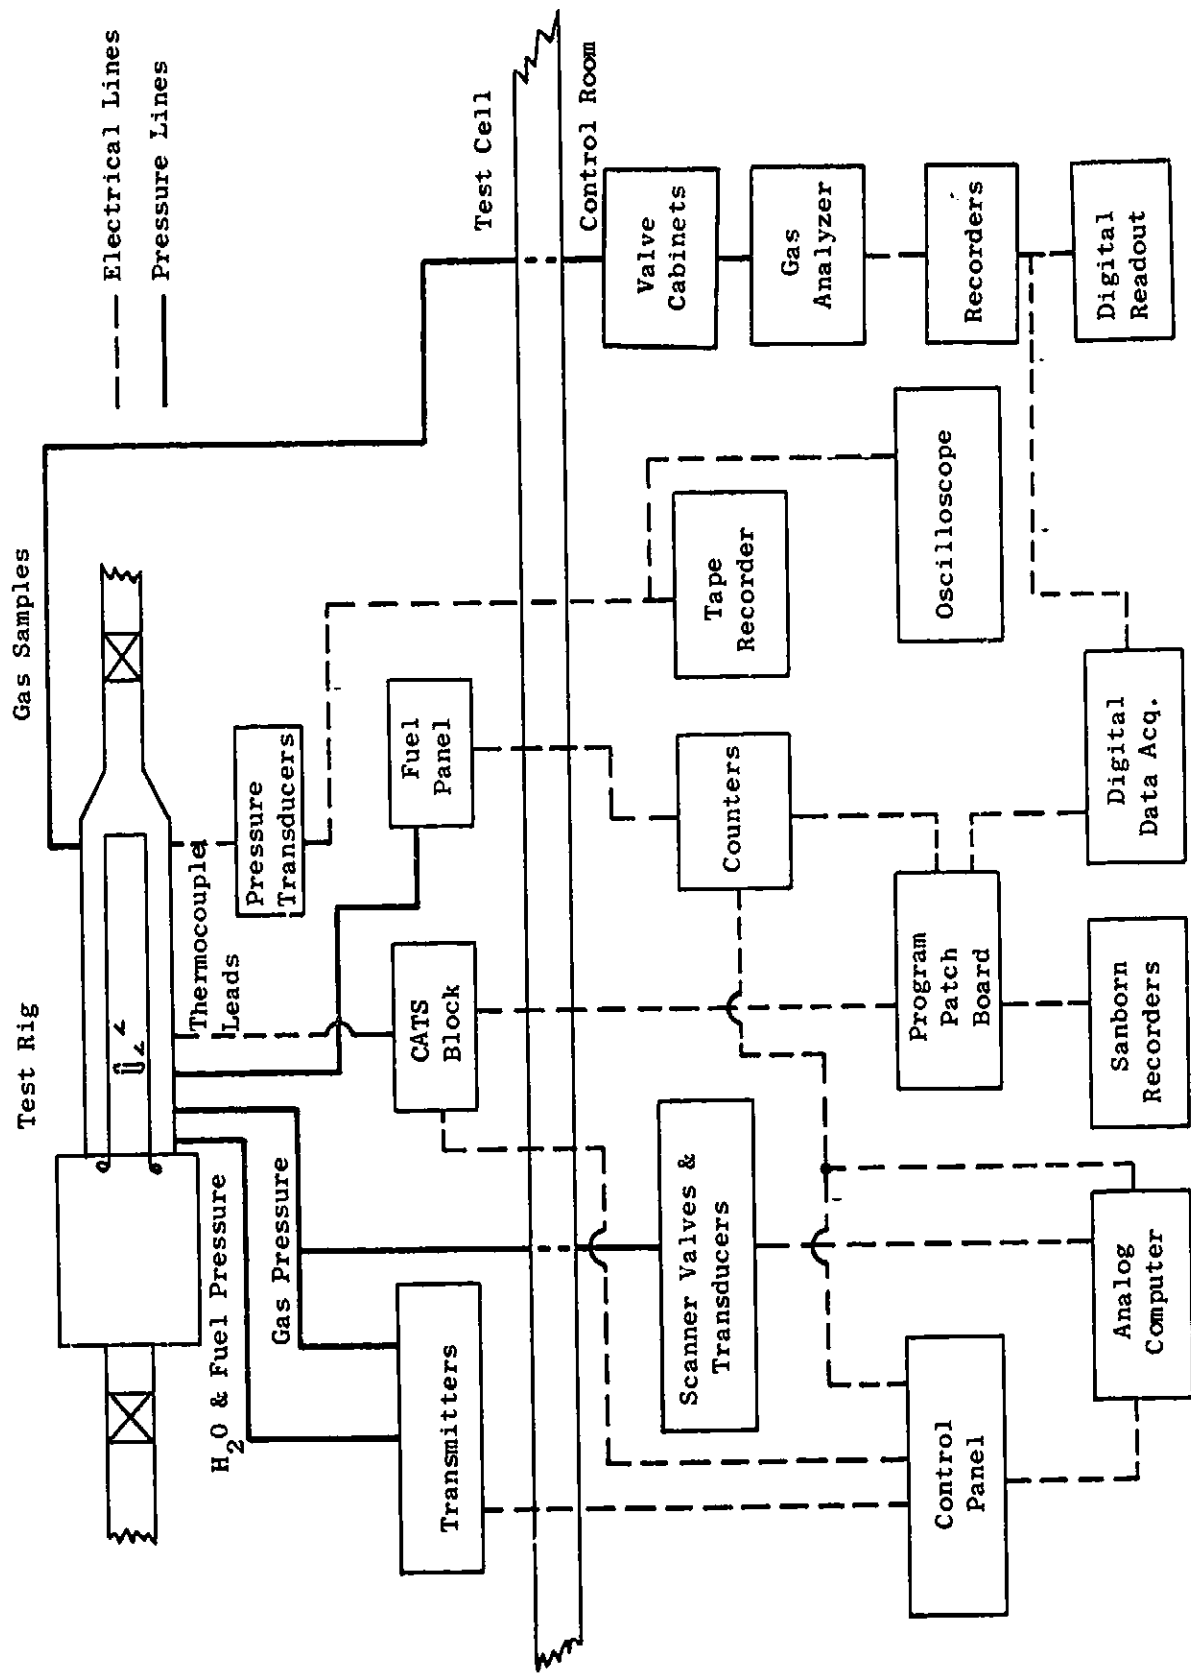 Electrical Lines
Pressure Lines
Gas Samples
Test Rig
H2O & Fuel Pressure
Gas Pressure
Thermocouple
Leads
Pressure
Transducers
Transmitters
CATS
Block
Fuel
Panel
Test Cell
Control Room
Scanner Valves &
Transducers
Counters
Tape
Recorder
Valve
Cabinets
Gas
Analyzer
Control
Panel
Program
Patch
Board
Oscilloscope
Recorders
Analog
Computer
Sanborn
Recorders
Digital
Data Acq.
Digital
Readout